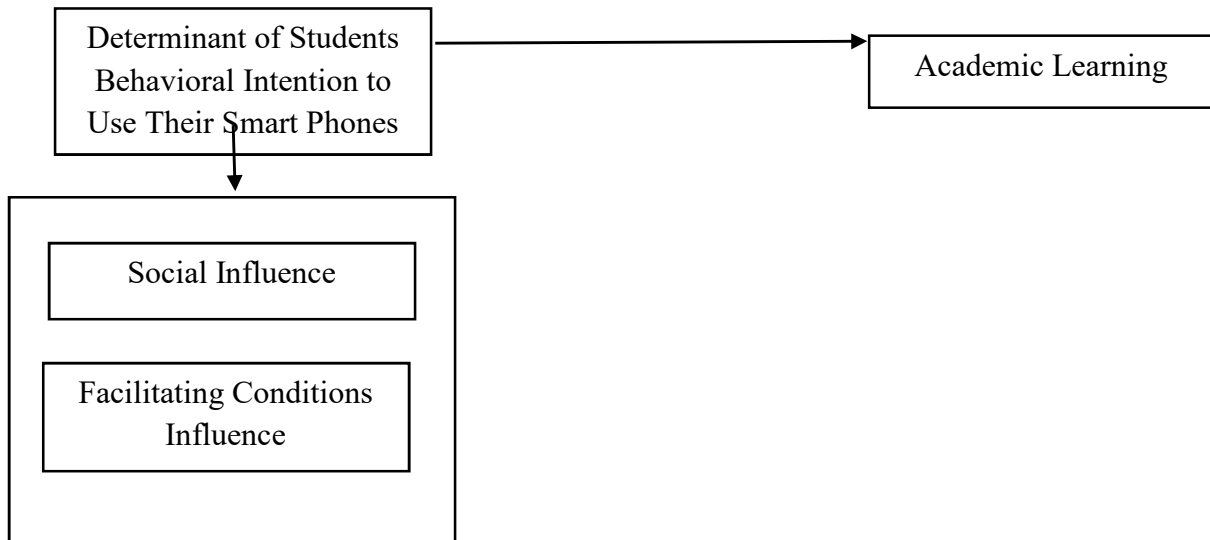 Determinant of Students
Behavioral Intention to
Use Their Smart Phones
Academic Learning
Social Influence
Facilitating Conditions
Influence